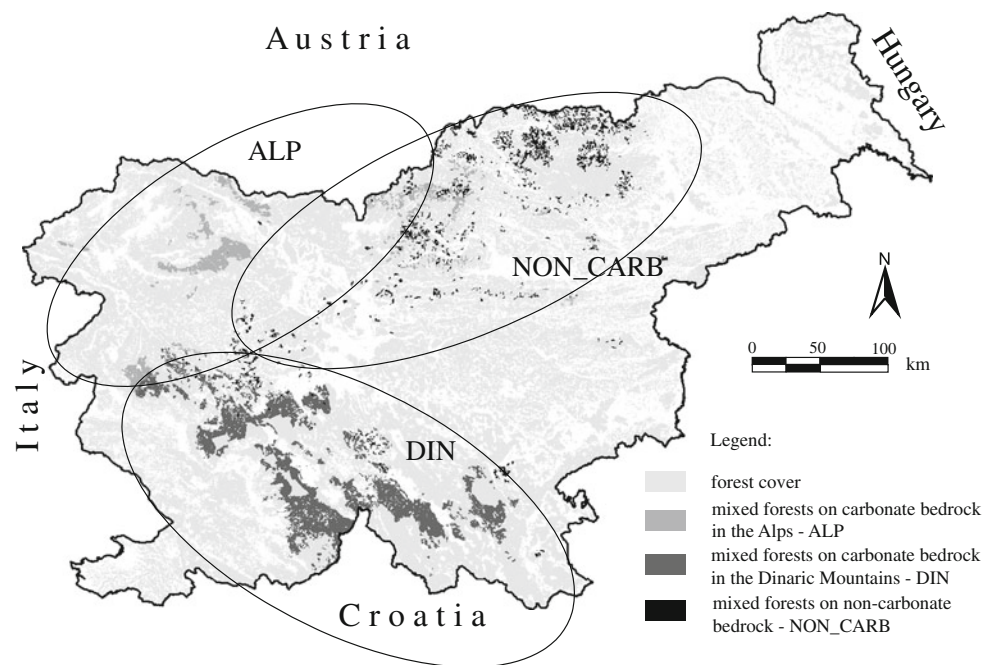 Austria
Hungary
ALP
NON_CARB
N
0 50 100
km
Italy
DIN
Croatia
Legend:
forest cover
mixed forests on carbonate bedrock
in the Alps - ALP
mixed forests on carbonate bedrock
in the Dinaric Mountains - DIN
mixed forests on non-carbonate
bedrock - NON_CARB